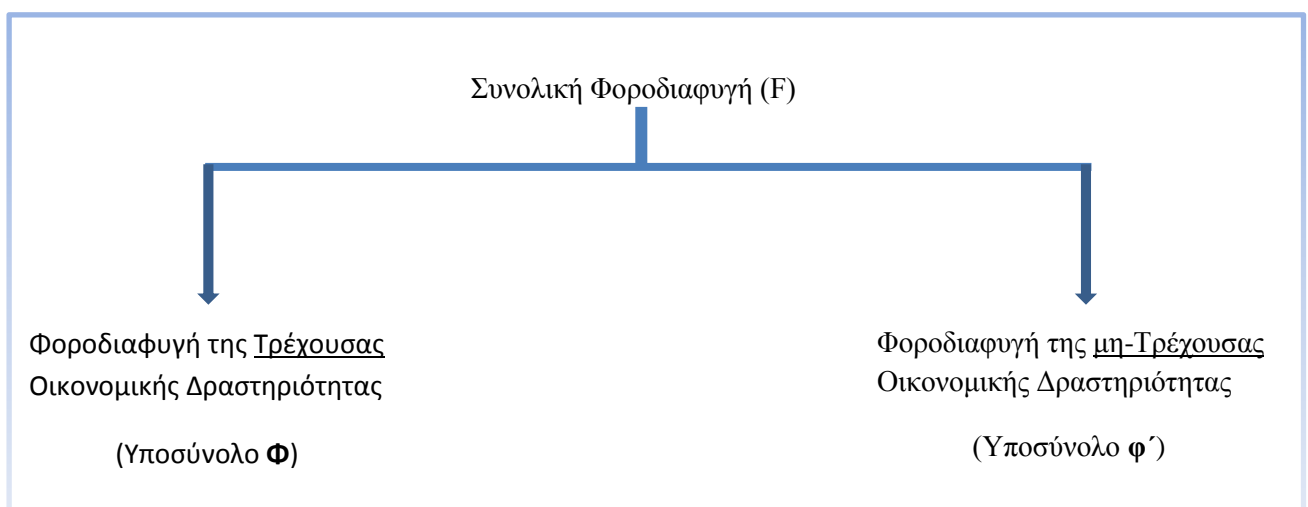 Συνολική Φοροδιαφυγή (F)
Φοροδιαφυγή της Τρέχουσας
Οικονομικής Δραστηριότητας
(Υποσύνολο Φ)
Φοροδιαφυγή της μη-Τρέχουσας
Οικονομικής Δραστηριότητας
(Υποσύνολο φ΄)